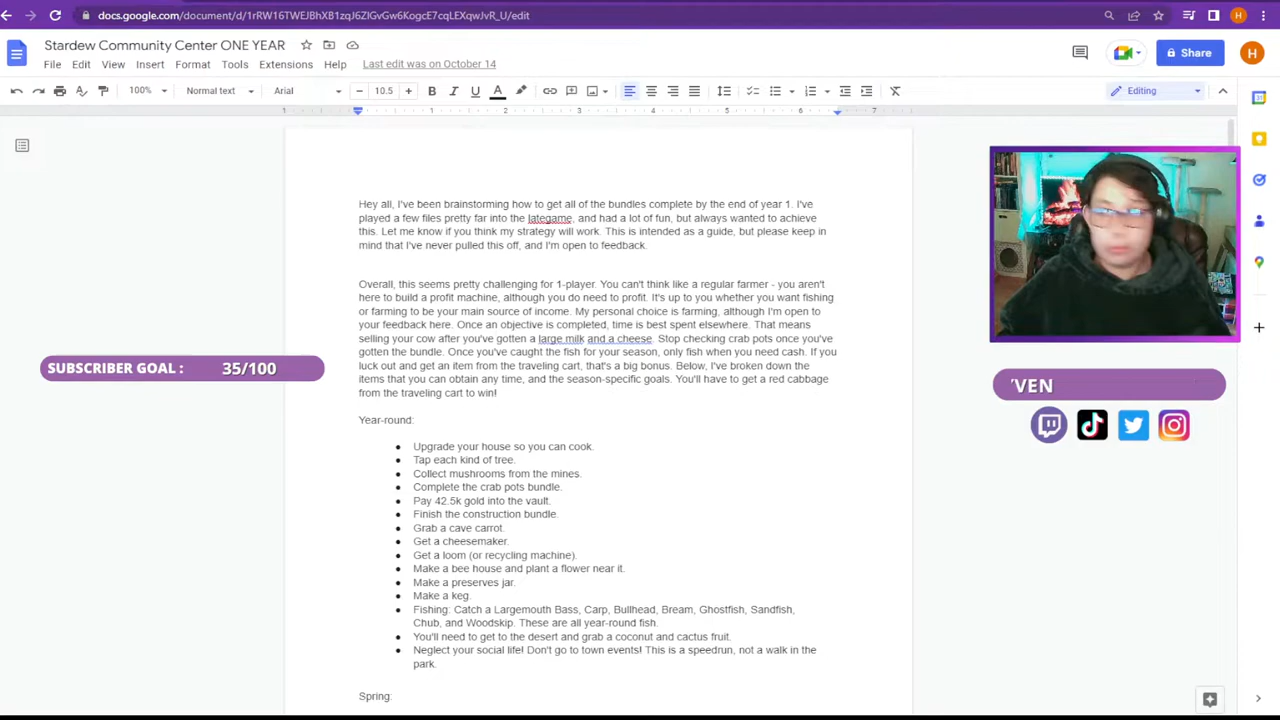 docs.google.com/document/d/1rRW16TWEJBhXB1zqJ6ZlGvGw6KogcE7cqLEXqwJvR_U/edit
H
Stardew Community Center ONE YEAR
File Edit View Insert Format Tools Extensions Help Last edit was on October 14
Share
H
100% Normal text Arial 10.5 B I U A
Editing
1 1 2 3 4 5 6 7
Hey all, I've been brainstorming how to get all of the bundles complete by the end of year 1. I've
played a few files pretty far into the lategame, and had a lot of fun, but always wanted to achieve
this. Let me know if you think my strategy will work. This is intended as a guide, but please keep in
mind that I've never pulled this off, and I'm open to feedback.
Overall, this seems pretty challenging for 1-player. You can't think like a regular farmer - you aren't
here to build a profit machine, although you do need to profit. It's up to you whether you want fishing
or farming to be your main source of income. My personal choice is farming, although I'm open to
your feedback here. Once an objective is completed, time is best spent elsewhere. That means
selling your cow after you've gotten a large milk and a cheese. Stop checking crab pots once you've
gotten the bundle. Once you've caught the fish for your season, only fish when you need cash. If you
luck out and get an item from the traveling cart, that's a big bonus. Below, I've broken down the
items that you can obtain any time, and the season-specific goals. You'll have to get a red cabbage
from the traveling cart to win!
Year-round:
● Upgrade your house so you can cook.
● Tap each kind of tree.
● Collect mushrooms from the mines.
● Complete the crab pots bundle.
● Pay 42.5k gold into the vault.
● Finish the construction bundle.
● Grab a cave carrot.
● Get a cheesemaker.
● Get a loom (or recycling machine).
● Make a bee house and plant a flower near it.
● Make a preserves jar.
● Make a keg.
● Fishing: Catch a Largemouth Bass, Carp, Bullhead, Bream, Ghostfish, Sandfish,
Chub, and Woodskip. These are all year-round fish.
● You'll need to get to the desert and grab a coconut and cactus fruit.
● Neglect your social life! Don't go to town events! This is a speedrun, not a walk in the
park.
Spring:
SUBSCRIBER GOAL : 35/100
'VEN